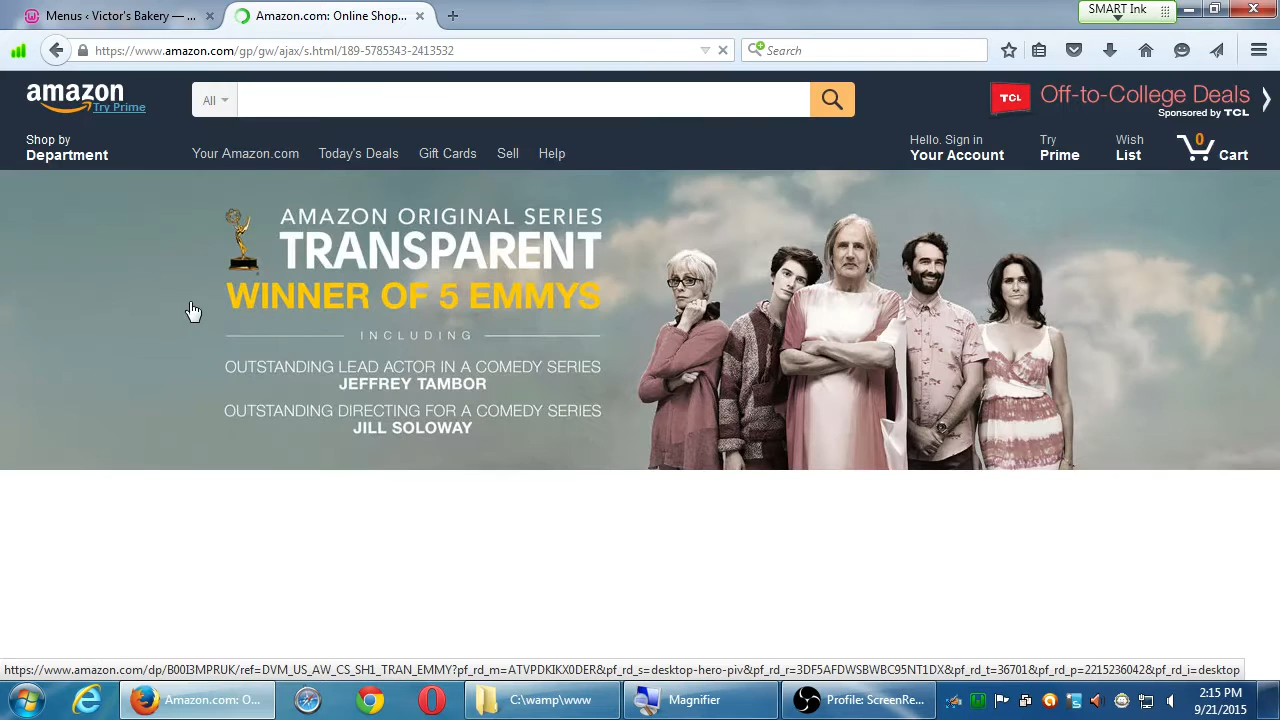 Menus ‹ Victor's Bakery — ...
Amazon.com: Online Shop...
SMART Ink
https://www.amazon.com/gp/gw/ajax/s.html/189-5785343-2413532
Search
amazon
Try Prime
All
TCL
Off-to-College Deals
Sponsored by TCL
Shop by
Department
Your Amazon.com
Today's Deals
Gift Cards
Sell
Help
Hello. Sign in
Your Account
Try
Prime
Wish
List
0
Cart
AMAZON ORIGINAL SERIES
TRANSPARENT
WINNER OF 5 EMMYS
INCLUDING
OUTSTANDING LEAD ACTOR IN A COMEDY SERIES
JEFFREY TAMBOR
OUTSTANDING DIRECTING FOR A COMEDY SERIES
JILL SOLOWAY
https://www.amazon.com/dp/B00I3MPRUK/ref=DVM_US_AW_CS_SH1_TRAN_EMMY?pf_rd_m=ATVPDKIKX0DER&pf_rd_s=desktop-hero-piv&pf_rd_r=3DF5AFDWSBWBC95NT1DX&pf_rd_t=36701&pf_rd_p=2215236042&pf_rd_i=desktop
Amazon.com: O...
C:\wamp\www
Magnifier
Profile: ScreenRe...
2:15 PM
9/21/2015